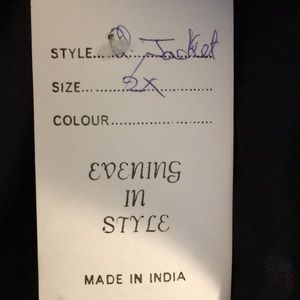 STYLE... Jacket
SIZE... 2X
COLOUR...
EVENING
IN
STYLE
MADE IN INDIA